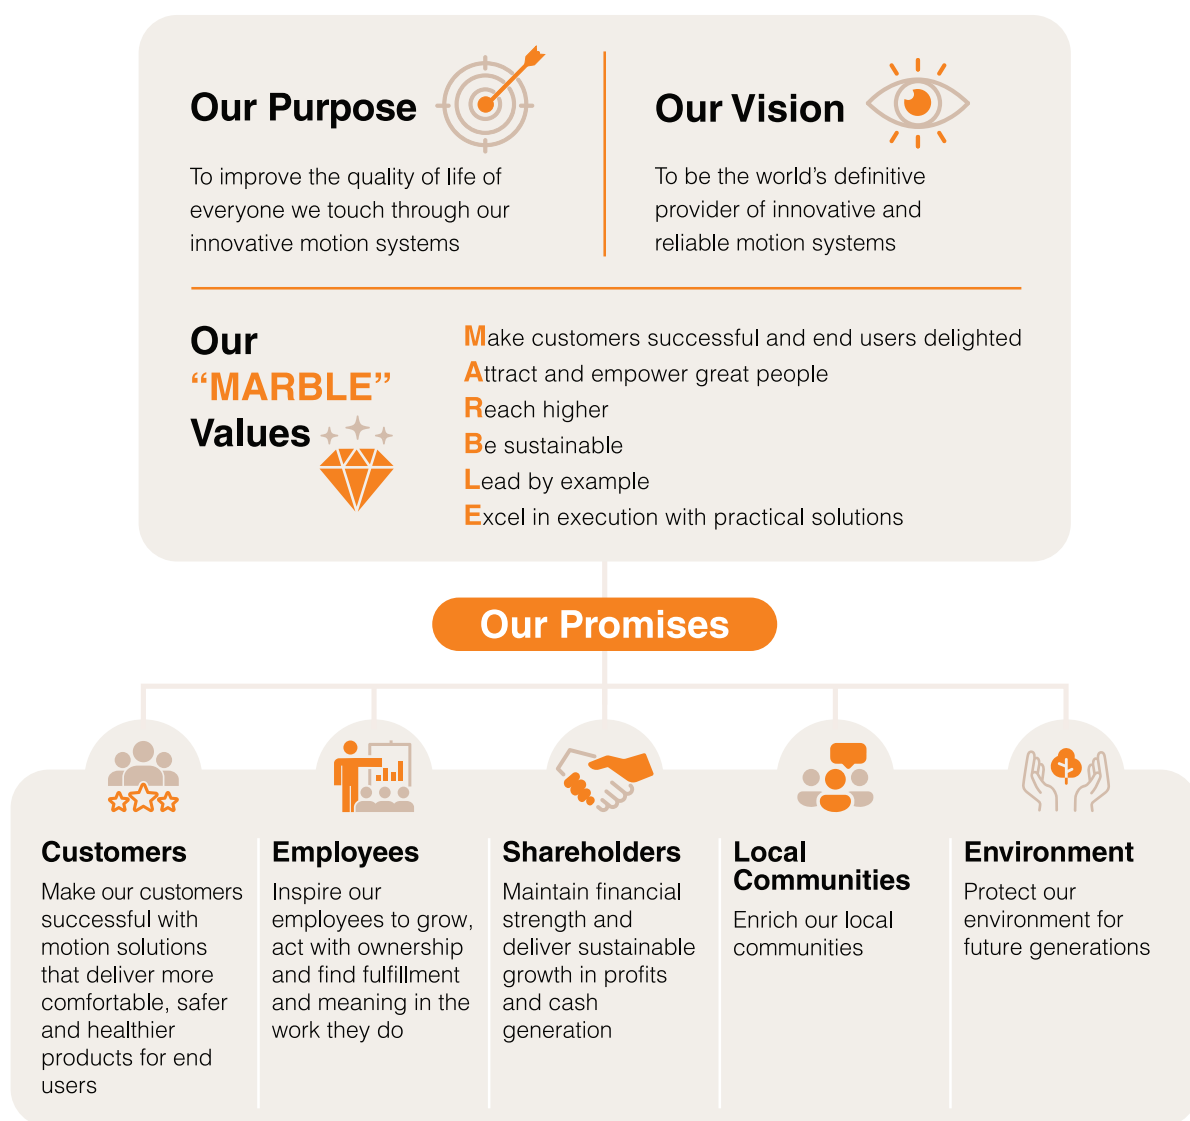 Our Purpose
To improve the quality of life of
everyone we touch through our
innovative motion systems
Our Vision
To be the world’s definitive
provider of innovative and
reliable motion systems
Our
“MARBLE”
Values
Make customers successful and end users delighted
Attract and empower great people
Reach higher
Be sustainable
Lead by example
Excel in execution with practical solutions
Our Promises
Customers
Make our customers
successful with
motion solutions
that deliver more
comfortable, safer
and healthier
products for end
users
Employees
Inspire our
employees to grow,
act with ownership
and find fulfillment
and meaning in the
work they do
Shareholders
Maintain financial
strength and
deliver sustainable
growth in profits
and cash
generation
Local
Communities
Enrich our local
communities
Environment
Protect our
environment for
future generations